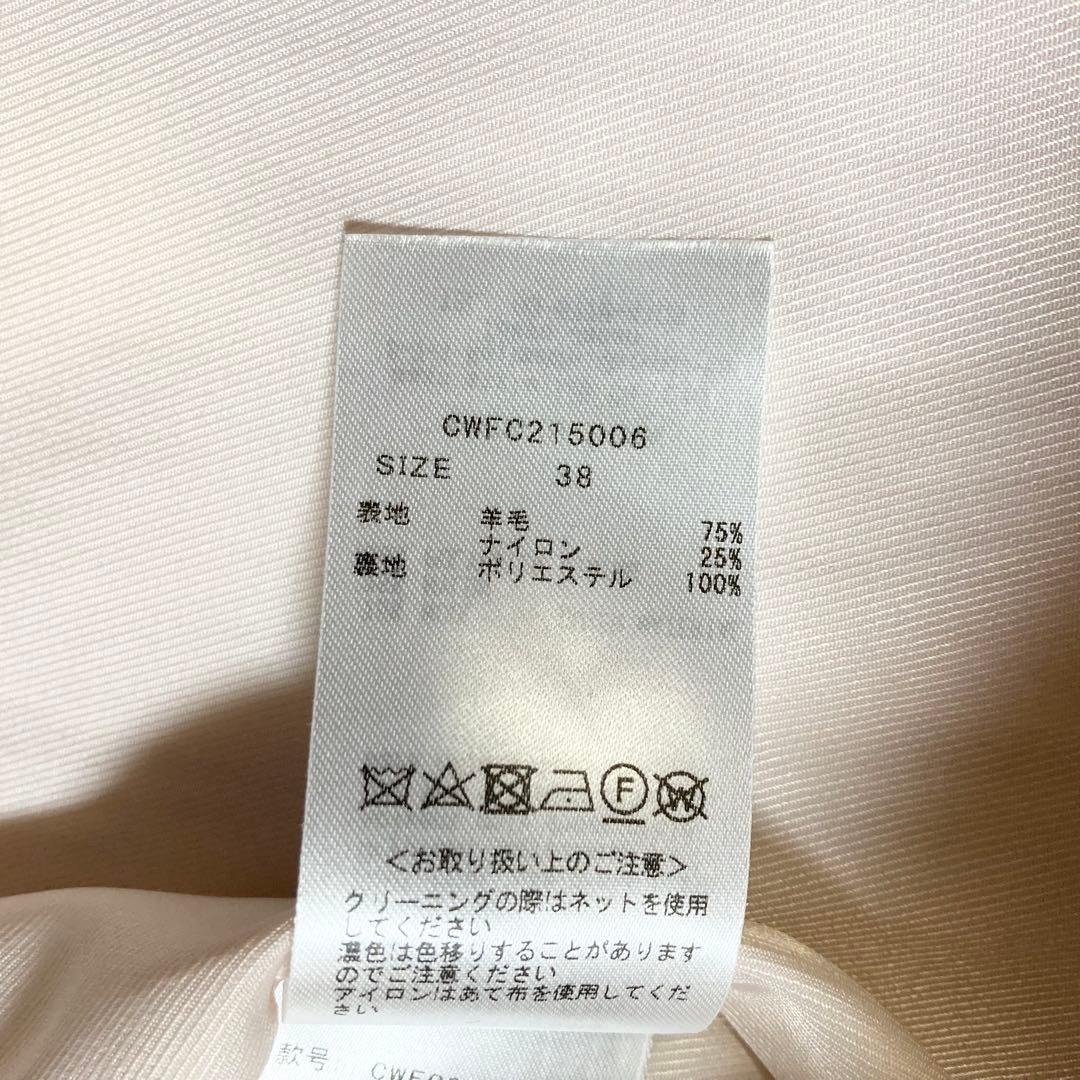 CWFC215006
SIZE 38
表地 羊毛 75%
ナイロン 25%
裏地 ポリエステル 100%
F
W
<お取り扱い上のご注意>
クリーニングの際はネットを使用
してください
濃色は色移りすることがあります
のでご注意ください
アイロンはあて布を使用してくだ
さい
款号